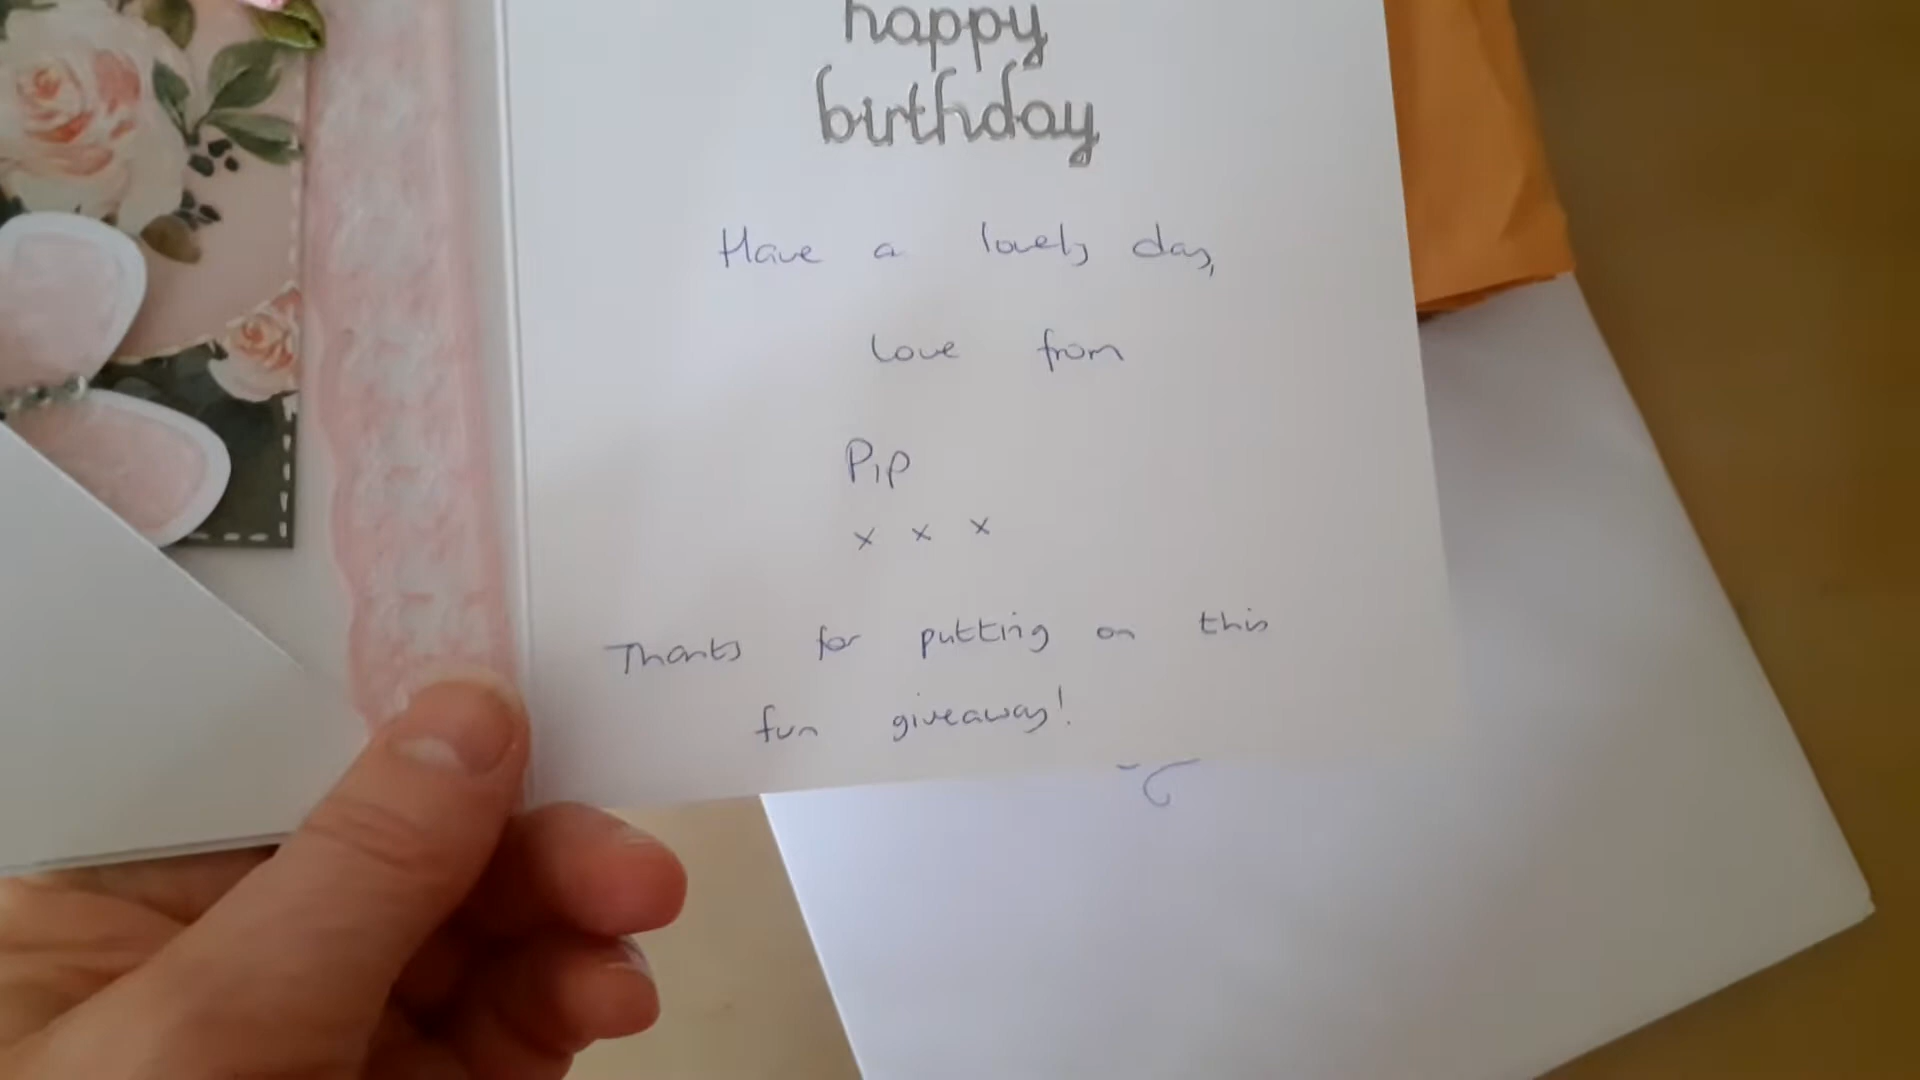 happy
birthday
Have a lovely day,
love from
Pip
x x x
Thanks for putting on this
fun giveaway!